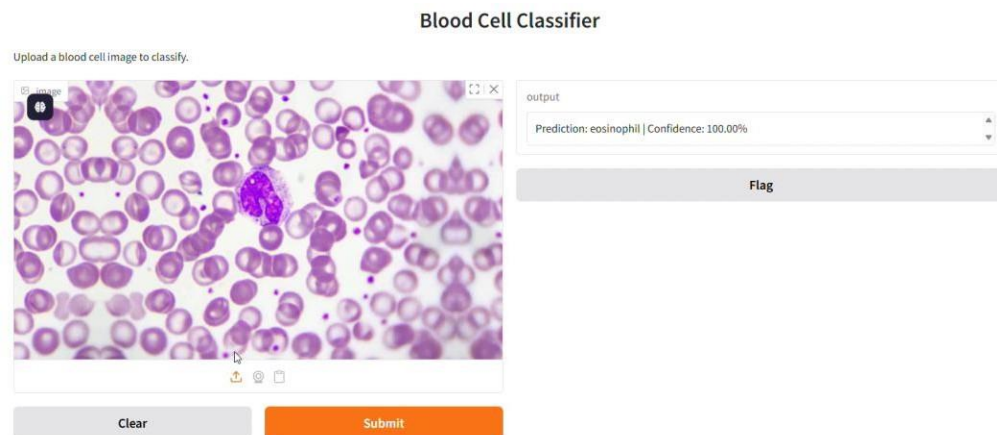 Blood Cell Classifier
Upload a blood cell image to classify.
image
output
Prediction: eosinophil | Confidence: 100.00%
Flag
Clear
Submit